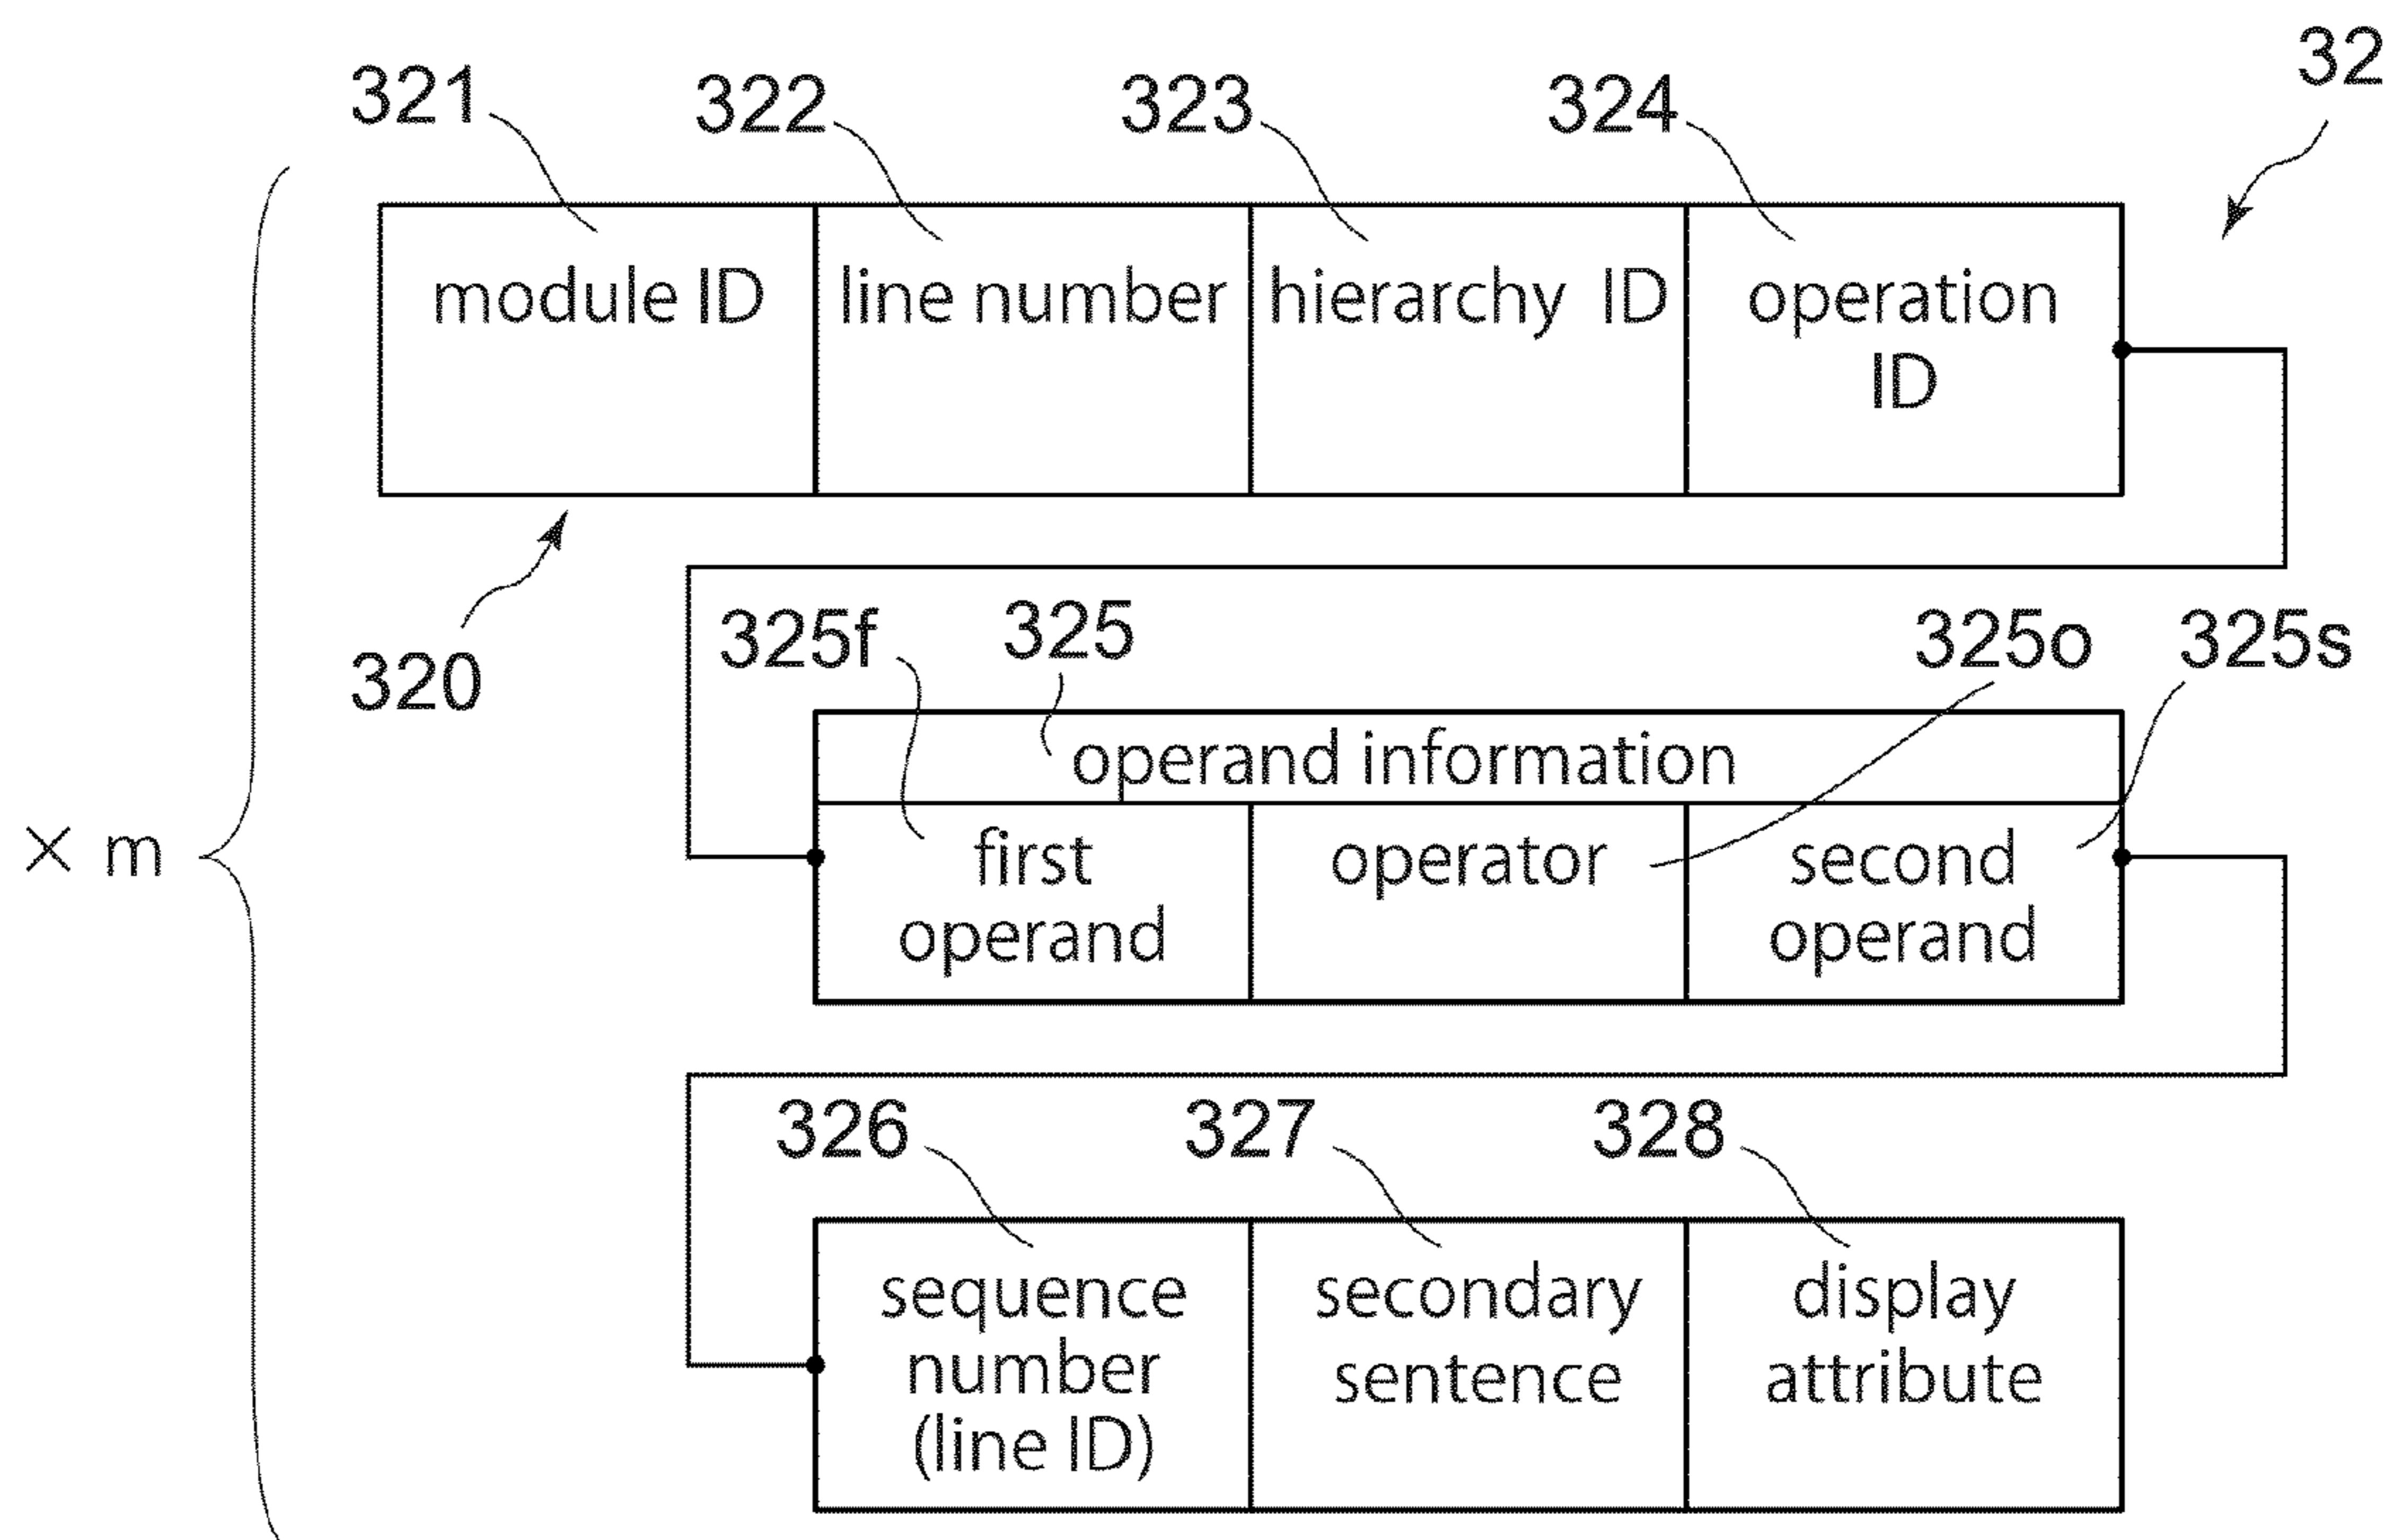 32
321 322 323 324
module ID line number hierarchy ID operation
ID
320
325f 325 325o 325s
operand information
× m
first operator second
operand operand
326 327 328
sequence secondary display
number sentence attribute
(line ID)